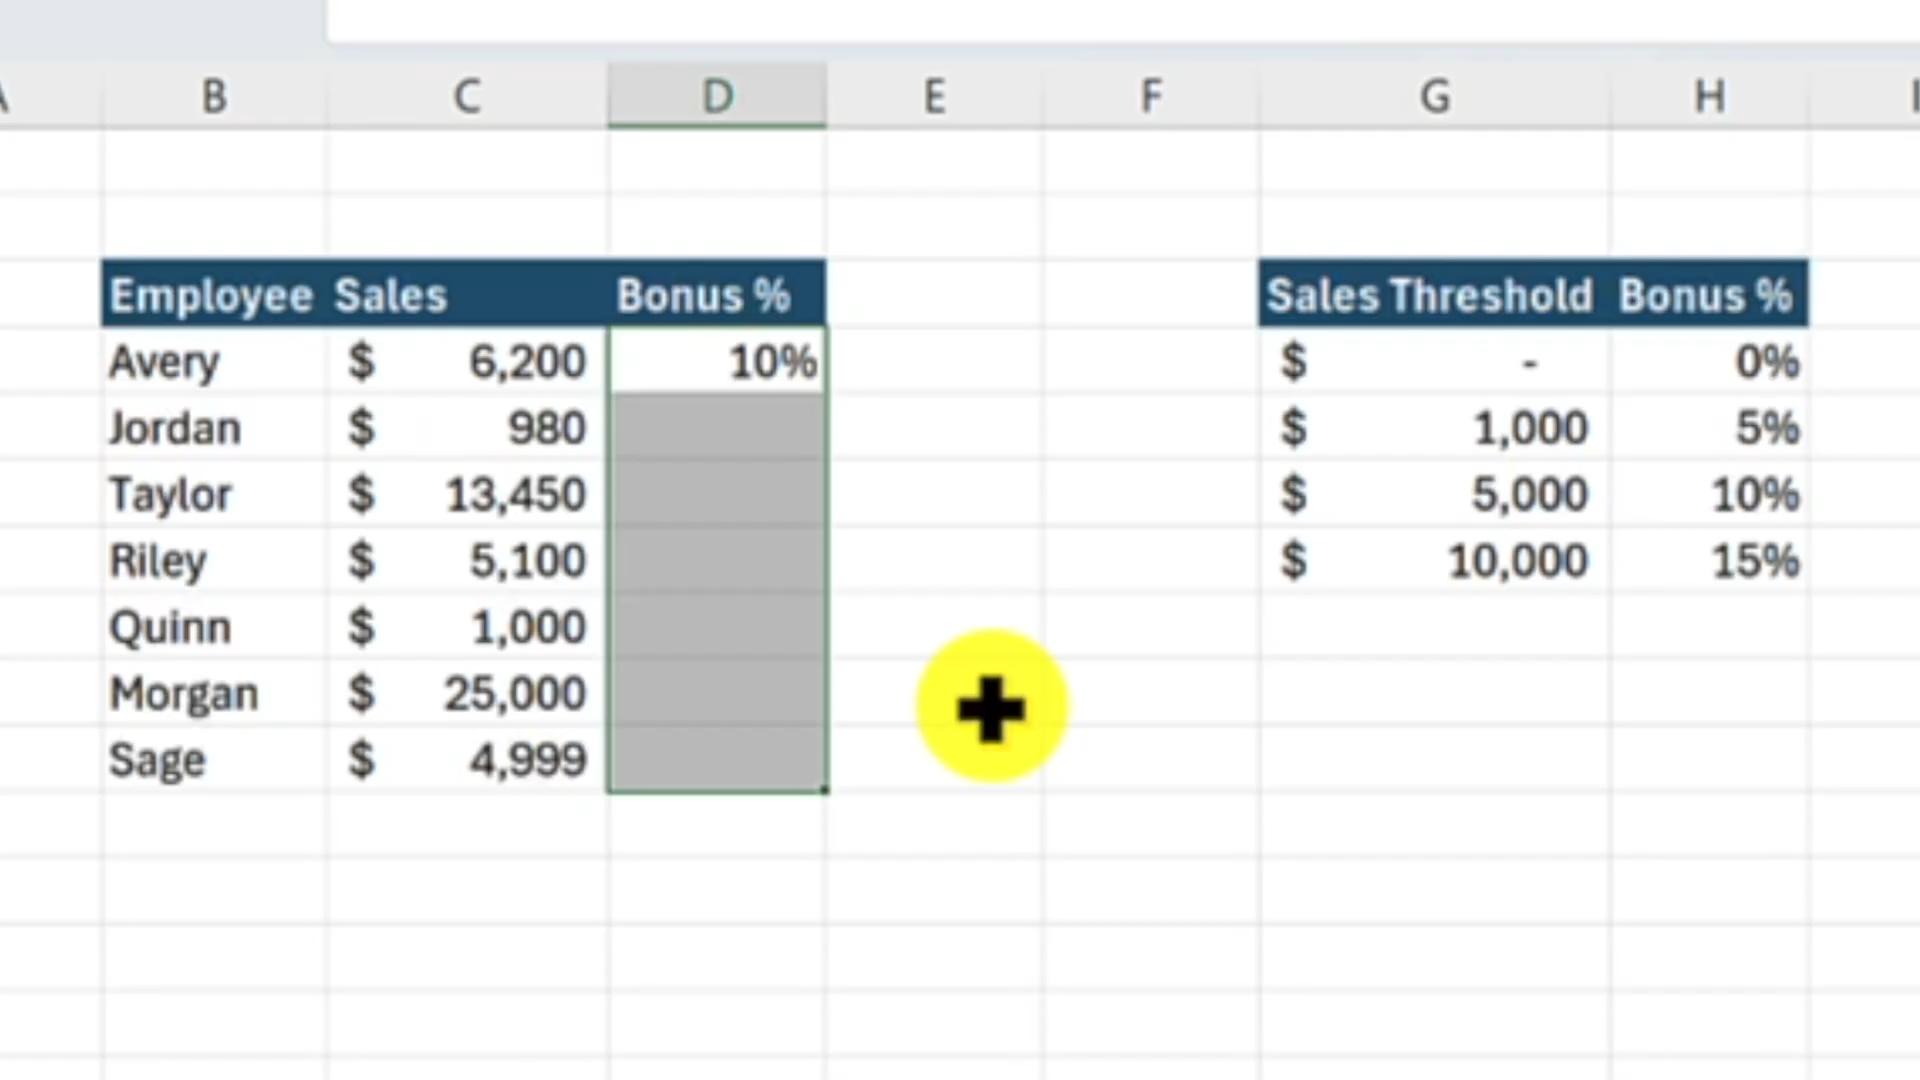 A B C D E F G H I
Employee Sales Bonus % Sales Threshold Bonus %
Avery $ 6,200 10% $ - 0%
Jordan $ 980 $ 1,000 5%
Taylor $ 13,450 $ 5,000 10%
Riley $ 5,100 $ 10,000 15%
Quinn $ 1,000
Morgan $ 25,000
Sage $ 4,999